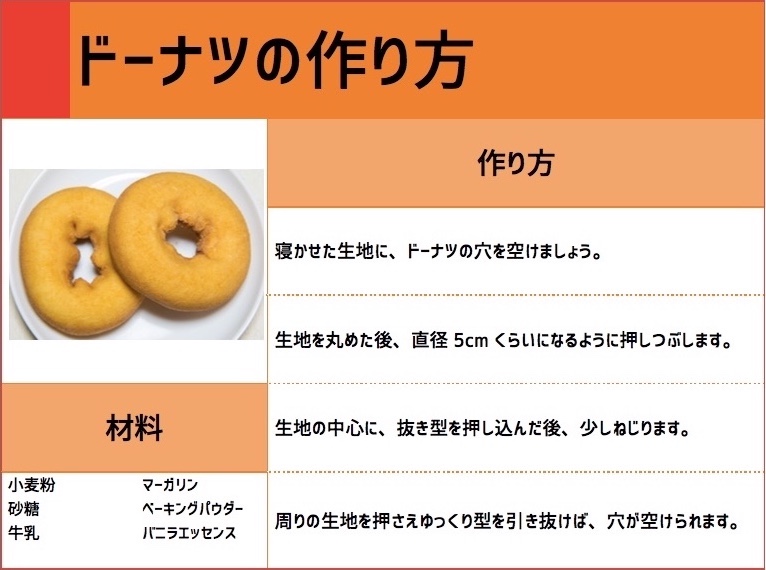 ドーナツの作り方
作り方
寝かせた生地に、ドーナツの穴を空けましょう。
生地を丸めた後、直径 5cm くらいになるように押しつぶします。
生地の中心に、抜き型を押し込んだ後、少しねじります。
周りの生地を押さえゆっくり型を引き抜けば、穴が空けられます。
材料
小麦粉 マーガリン
砂糖 ベーキングパウダー
牛乳 バニラエッセンス